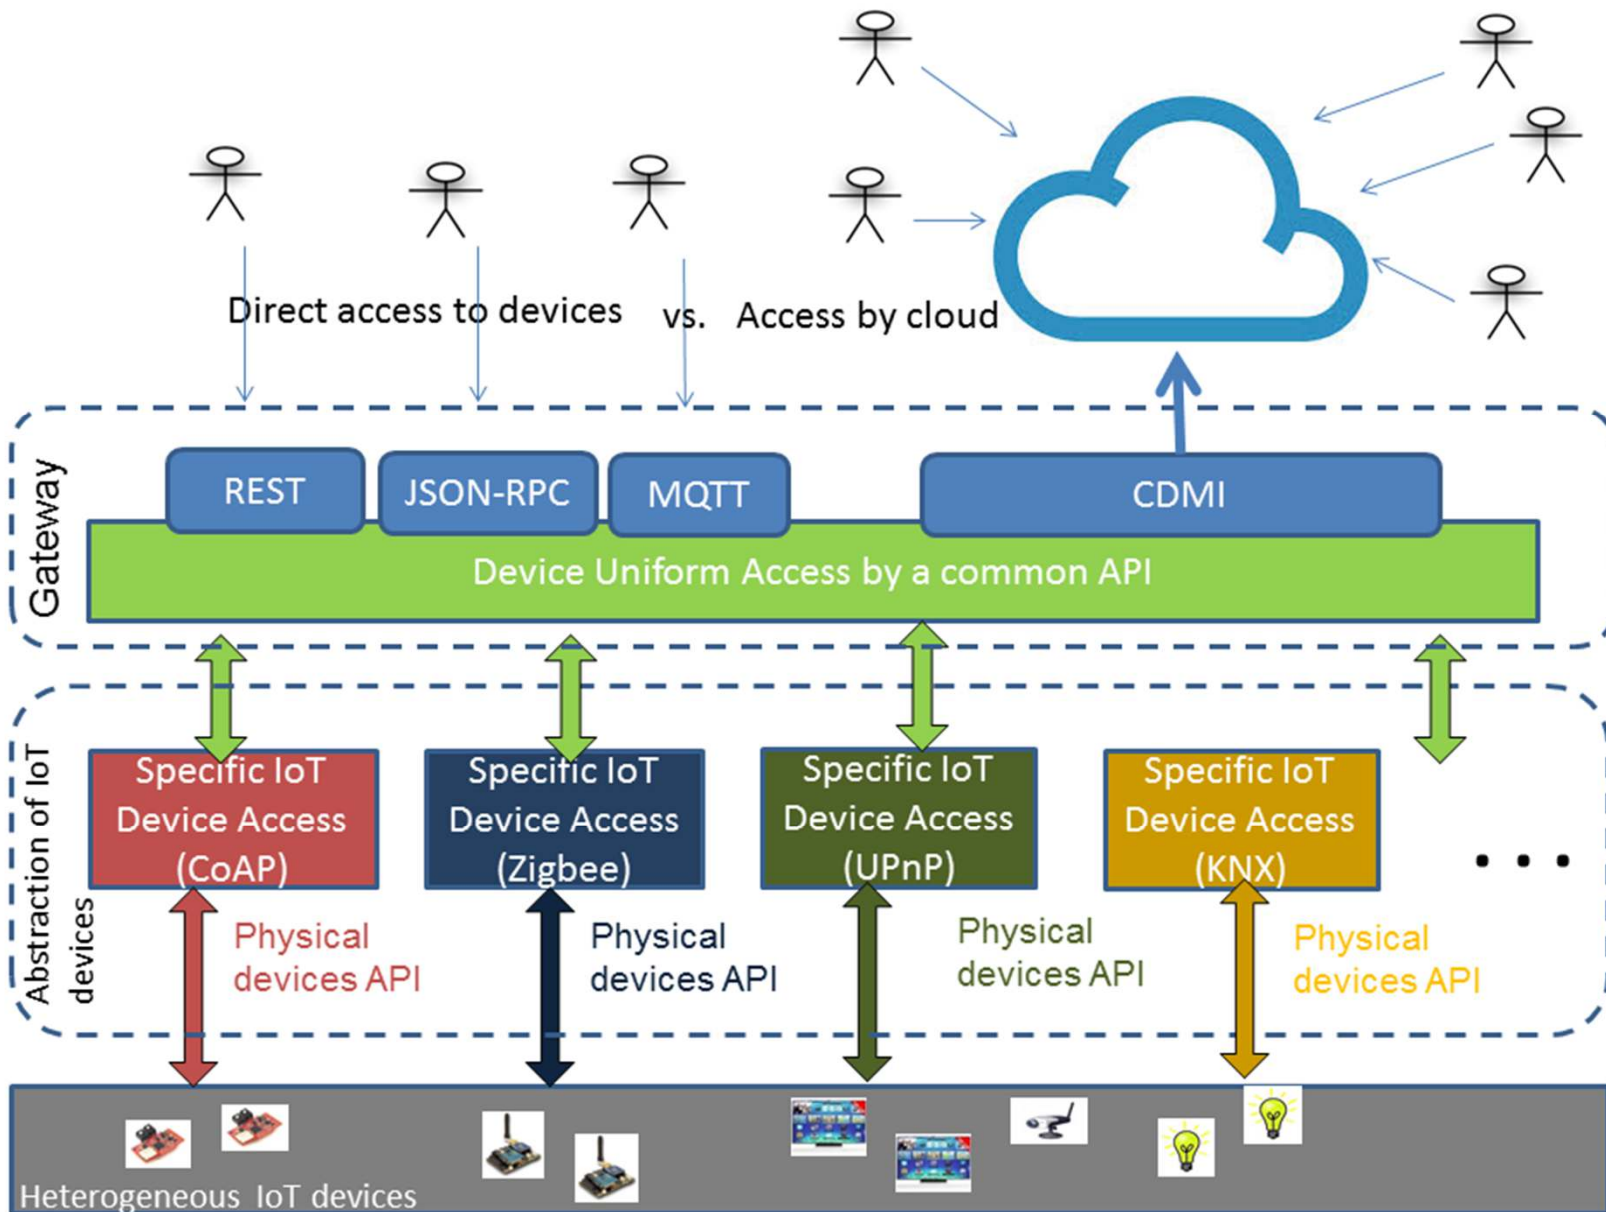 Direct access to devices vs. Access by cloud
Gateway
REST
JSON-RPC
MQTT
CDMI
Device Uniform Access by a common API
Abstraction of IoT
devices
Specific IoT
Device Access
(CoAP)
Specific IoT
Device Access
(Zigbee)
Specific IoT
Device Access
(UPnP)
Specific IoT
Device Access
(KNX)
...
Physical
devices API
Physical
devices API
Physical
devices API
Physical
devices API
Heterogeneous IoT devices